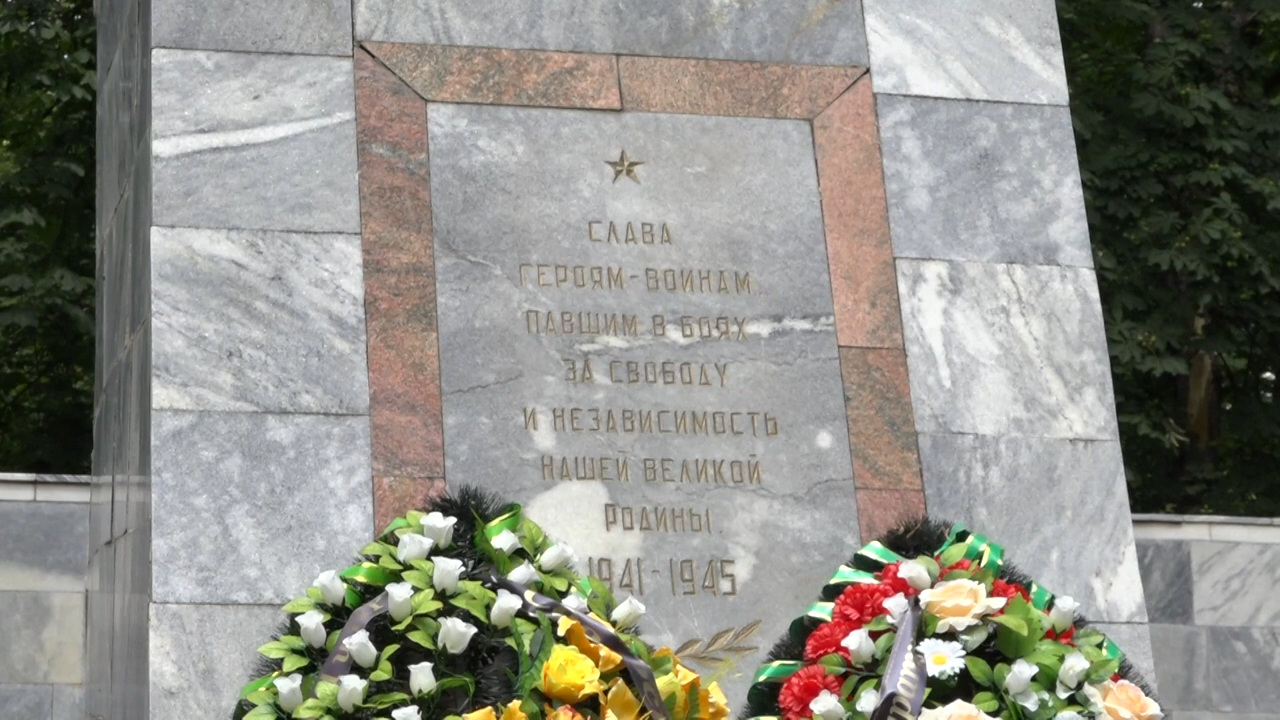 СЛАВА
ГЕРОЯМ-ВОИНАМ
ПАВШИМ В БОЯХ
ЗА СВОБОДУ
И НЕЗАВИСИМОСТЬ
НАШЕЙ ВЕЛИКОЙ
РОДИНЫ.
1941-1945